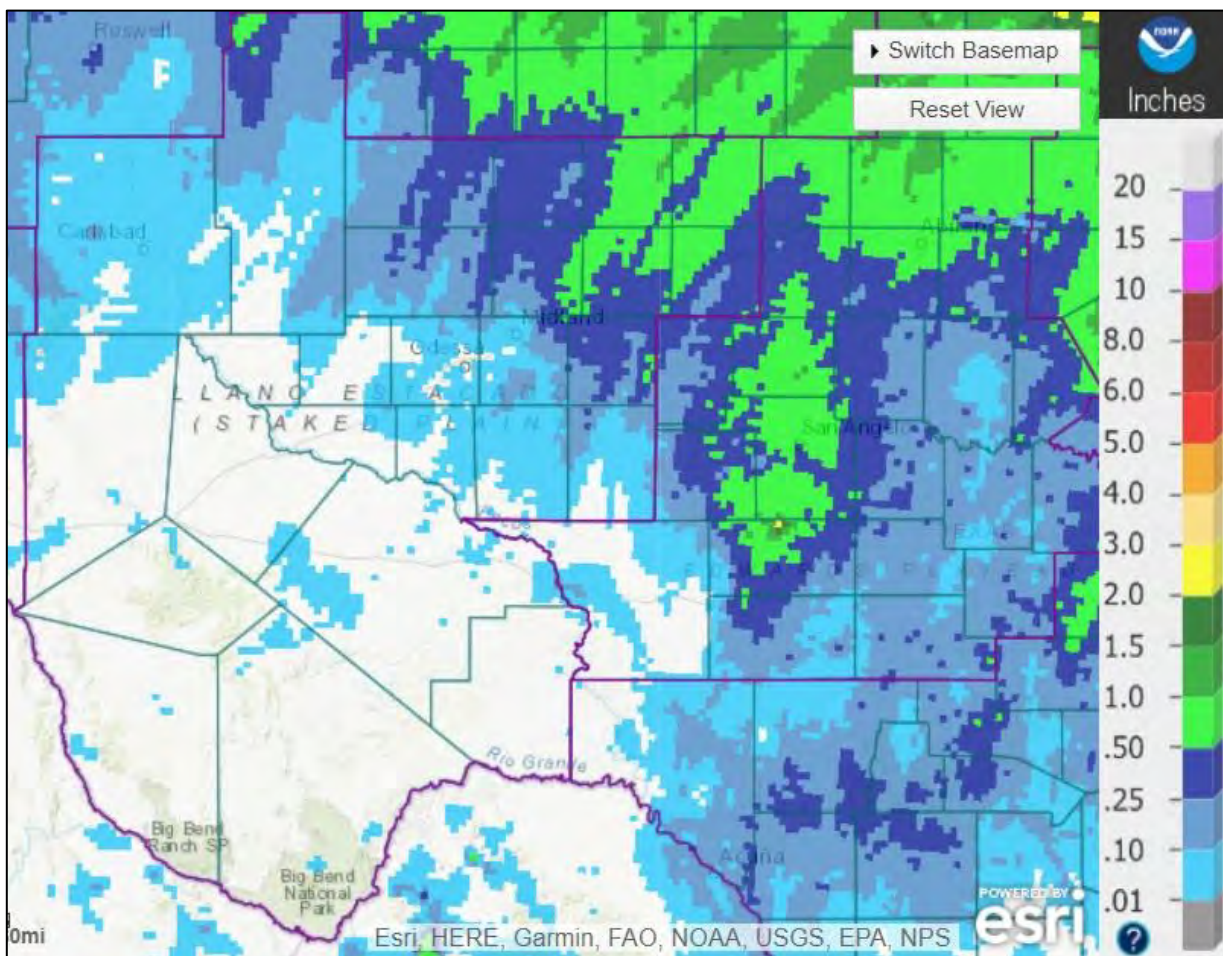 Roswell
Switch Basemap
Reset View
NOAA
Inches
20
15
10
8.0
6.0
5.0
4.0
3.0
2.0
1.5
1.0
.50
.25
.10
.01
Carlsbad
Midland
Odessa
(STAKED PLAIN)
San Angelo
Rio Grande
Big Bend
Ranch SP
Big Bend
National
Park
Acuña
0mi
Esri, HERE, Garmin, FAO, NOAA, USGS, EPA, NPS
POWERED BY
esri
?